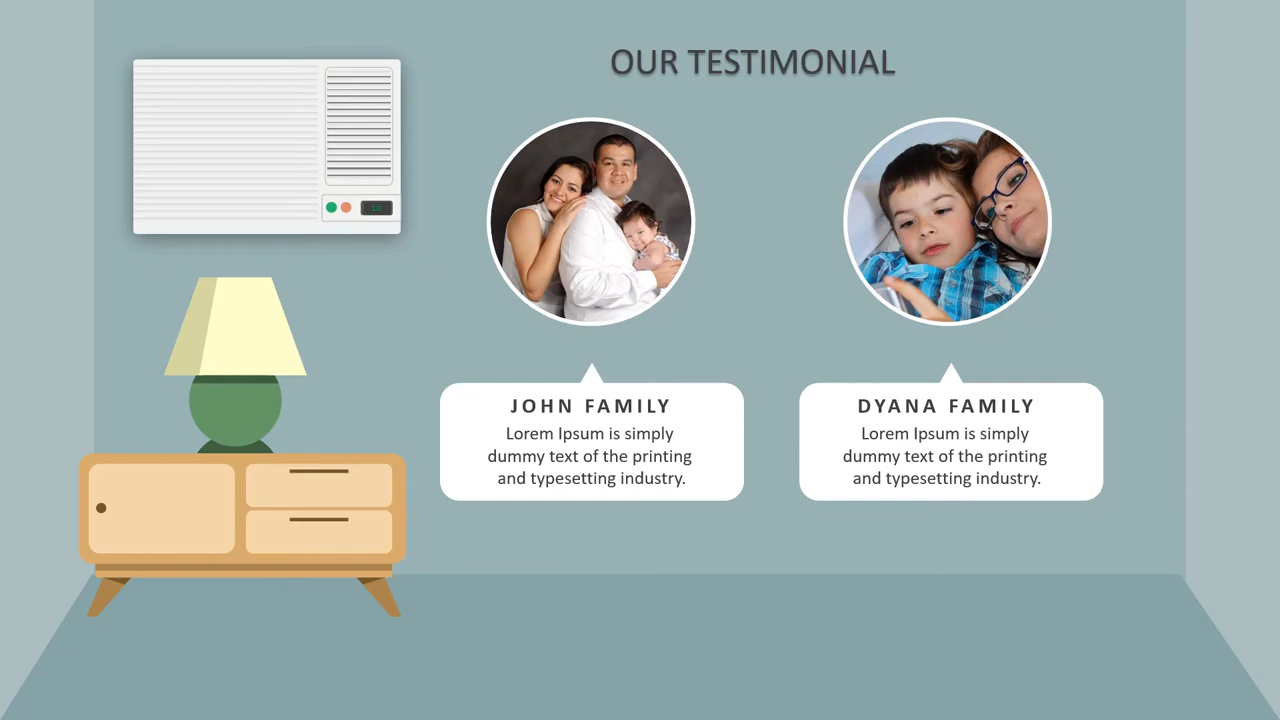 OUR TESTIMONIAL
JOHN FAMILY
Lorem Ipsum is simply
dummy text of the printing
and typesetting industry.
DYANA FAMILY
Lorem Ipsum is simply
dummy text of the printing
and typesetting industry.